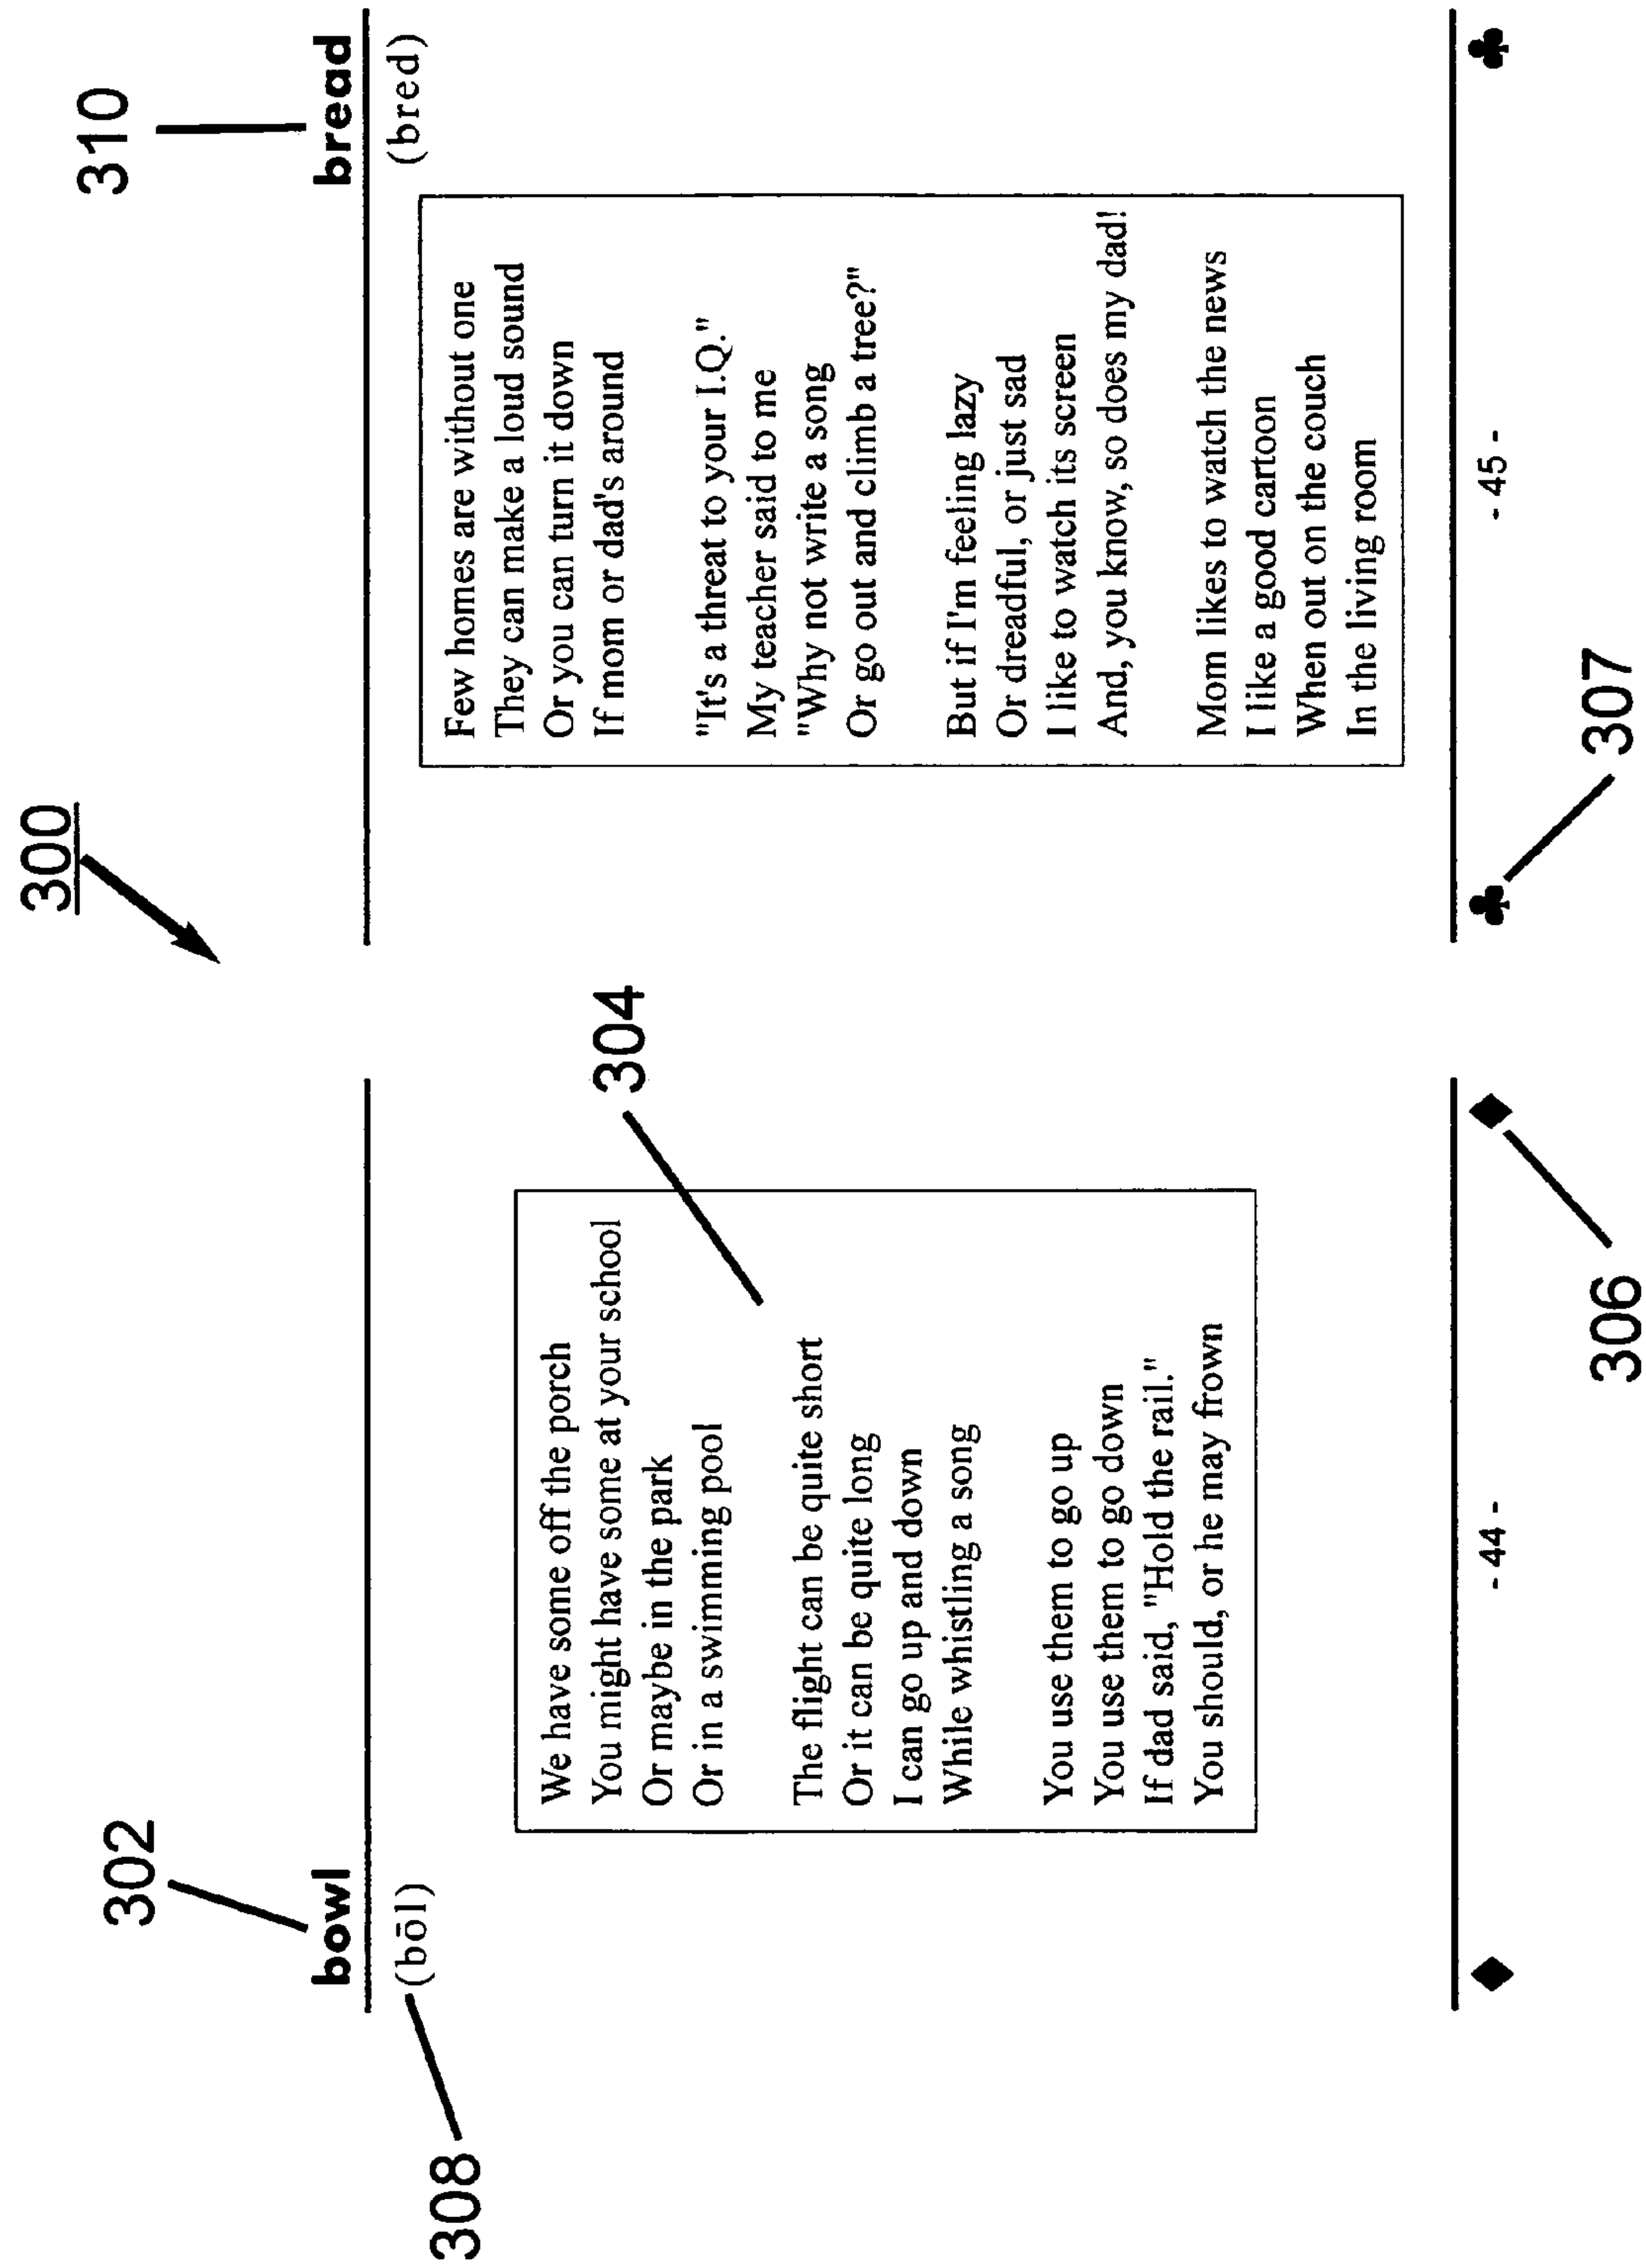 300
302
bowl
308
(bōl)
We have some off the porch
You might have some at your school
Or maybe in the park
Or in a swimming pool
304
The flight can be quite short
Or it can be quite long
I can go up and down
While whistling a song
You use them to go up
You use them to go down
If dad said, "Hold the rail."
You should, or he may frown
- 44 -
306
310
bread
(bred)
Few homes are without one
They can make a loud sound
Or you can turn it down
If mom or dad's around
"It's a threat to your I.Q."
My teacher said to me
"Why not write a song
Or go out and climb a tree?"
But if I'm feeling lazy
Or dreadful, or just sad
I like to watch its screen
And, you know, so does my dad!
Mom likes to watch the news
I like a good cartoon
When out on the couch
In the living room
- 45 -
307